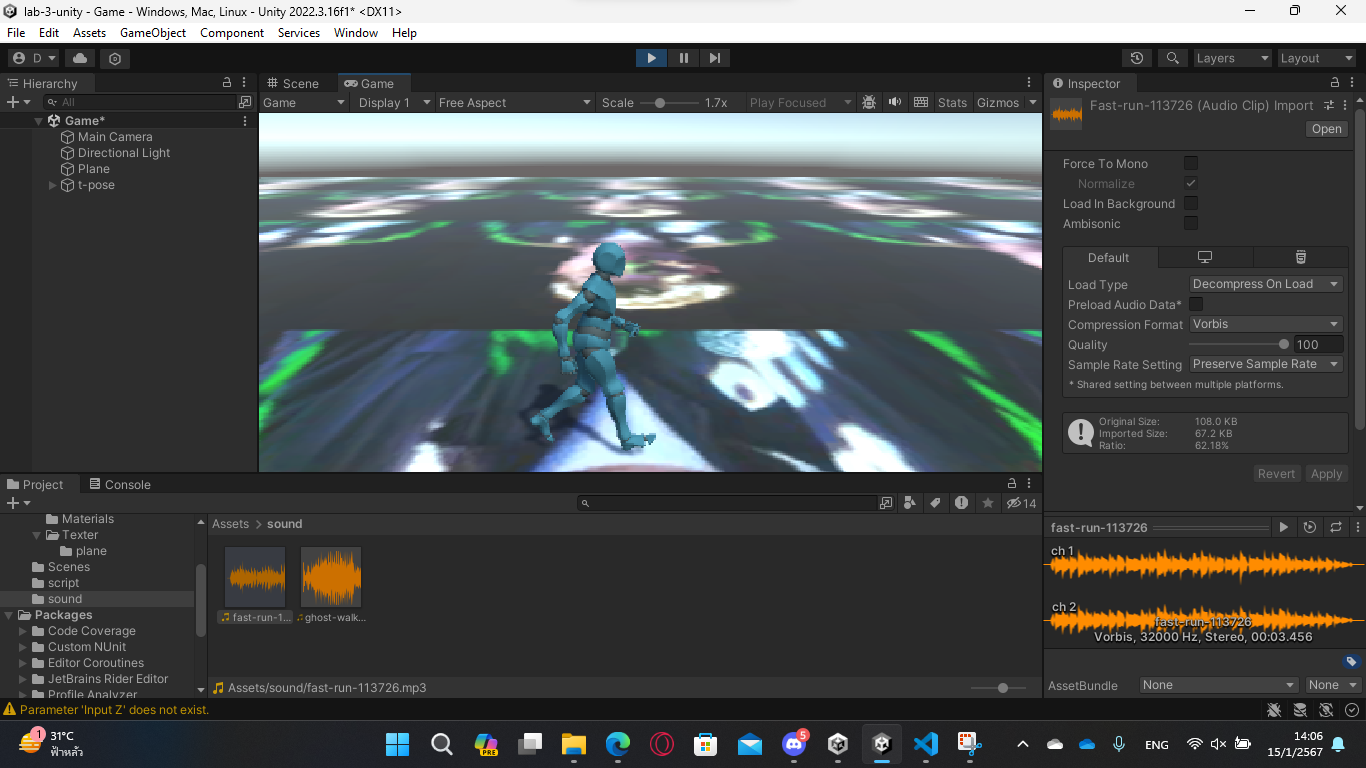 lab-3-unity - Game - Windows, Mac, Linux - Unity 2022.3.16f1* <DX11>
File Edit Assets GameObject Component Services Window Help
D Layers Layout
Hierarchy
All
Game*
Main Camera
Directional Light
Plane
t-pose
Scene Game
Game Display 1 Free Aspect Scale 1.7x Play Focused Stats Gizmos
Inspector
Fast-run-113726 (Audio Clip) Import
Open
Force To Mono
Normalize
Load In Background
Ambisonic
Default
Load Type Decompress On Load
Preload Audio Data*
Compression Format Vorbis
Quality 100
Sample Rate Setting Preserve Sample Rate
* Shared setting between multiple platforms.
Original Size: 108.0 KB
Imported Size: 67.2 KB
Ratio: 62.18%
Revert Apply
Project Console
14
Materials
Texter
plane
Scenes
script
sound
Packages
Code Coverage
Custom NUnit
Editor Coroutines
JetBrains Rider Editor
Profile Analyzer
Assets > sound
fast-run-1... ghost-walk...
Assets/sound/fast-run-113726.mp3
fast-run-113726
ch 1
ch 2
fast-run-113726
Vorbis, 32000 Hz, Stereo, 00:03.456
AssetBundle None None
Parameter 'Input Z' does not exist.
1
31°C
ฟ้าหลัว
PRE
5
ENG
14:06
15/1/2567